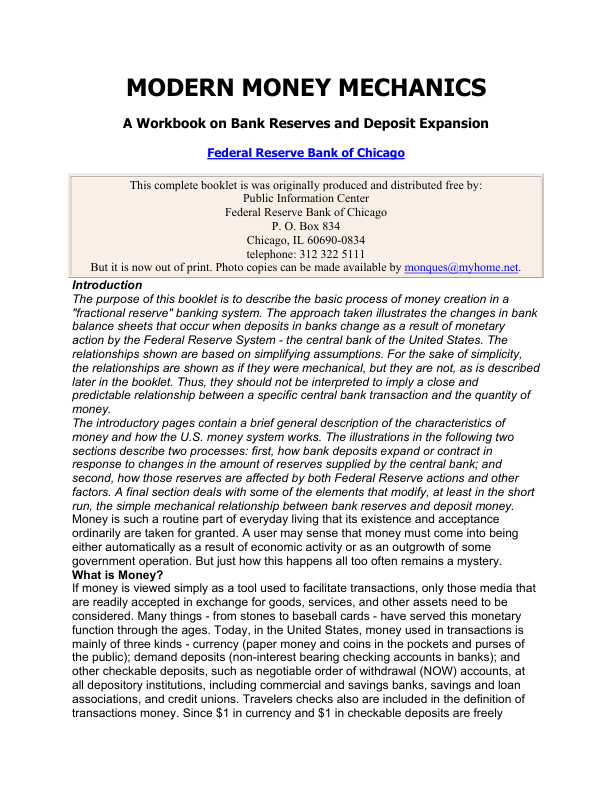 MODERN MONEY MECHANICS
A Workbook on Bank Reserves and Deposit Expansion
Federal Reserve Bank of Chicago
This complete booklet is was originally produced and distributed free by:
Public Information Center
Federal Reserve Bank of Chicago
P. O. Box 834
Chicago, IL 60690-0834
telephone: 312 322 5111
But it is now out of print. Photo copies can be made available by monques@myhome.net.
Introduction
The purpose of this booklet is to describe the basic process of money creation in a
"fractional reserve" banking system. The approach taken illustrates the changes in bank
balance sheets that occur when deposits in banks change as a result of monetary
action by the Federal Reserve System - the central bank of the United States. The
relationships shown are based on simplifying assumptions. For the sake of simplicity,
the relationships are shown as if they were mechanical, but they are not, as is described
later in the booklet. Thus, they should not be interpreted to imply a close and
predictable relationship between a specific central bank transaction and the quantity of
money.
The introductory pages contain a brief general description of the characteristics of
money and how the U.S. money system works. The illustrations in the following two
sections describe two processes: first, how bank deposits expand or contract in
response to changes in the amount of reserves supplied by the central bank; and
second, how those reserves are affected by both Federal Reserve actions and other
factors. A final section deals with some of the elements that modify, at least in the short
run, the simple mechanical relationship between bank reserves and deposit money.
Money is such a routine part of everyday living that its existence and acceptance
ordinarily are taken for granted. A user may sense that money must come into being
either automatically as a result of economic activity or as an outgrowth of some
government operation. But just how this happens all too often remains a mystery.
What is Money?
If money is viewed simply as a tool used to facilitate transactions, only those media that
are readily accepted in exchange for goods, services, and other assets need to be
considered. Many things - from stones to baseball cards - have served this monetary
function through the ages. Today, in the United States, money used in transactions is
mainly of three kinds - currency (paper money and coins in the pockets and purses of
the public); demand deposits (non-interest bearing checking accounts in banks); and
other checkable deposits, such as negotiable order of withdrawal (NOW) accounts, at
all depository institutions, including commercial and savings banks, savings and loan
associations, and credit unions. Travelers checks also are included in the definition of
transactions money. Since $1 in currency and $1 in checkable deposits are freely